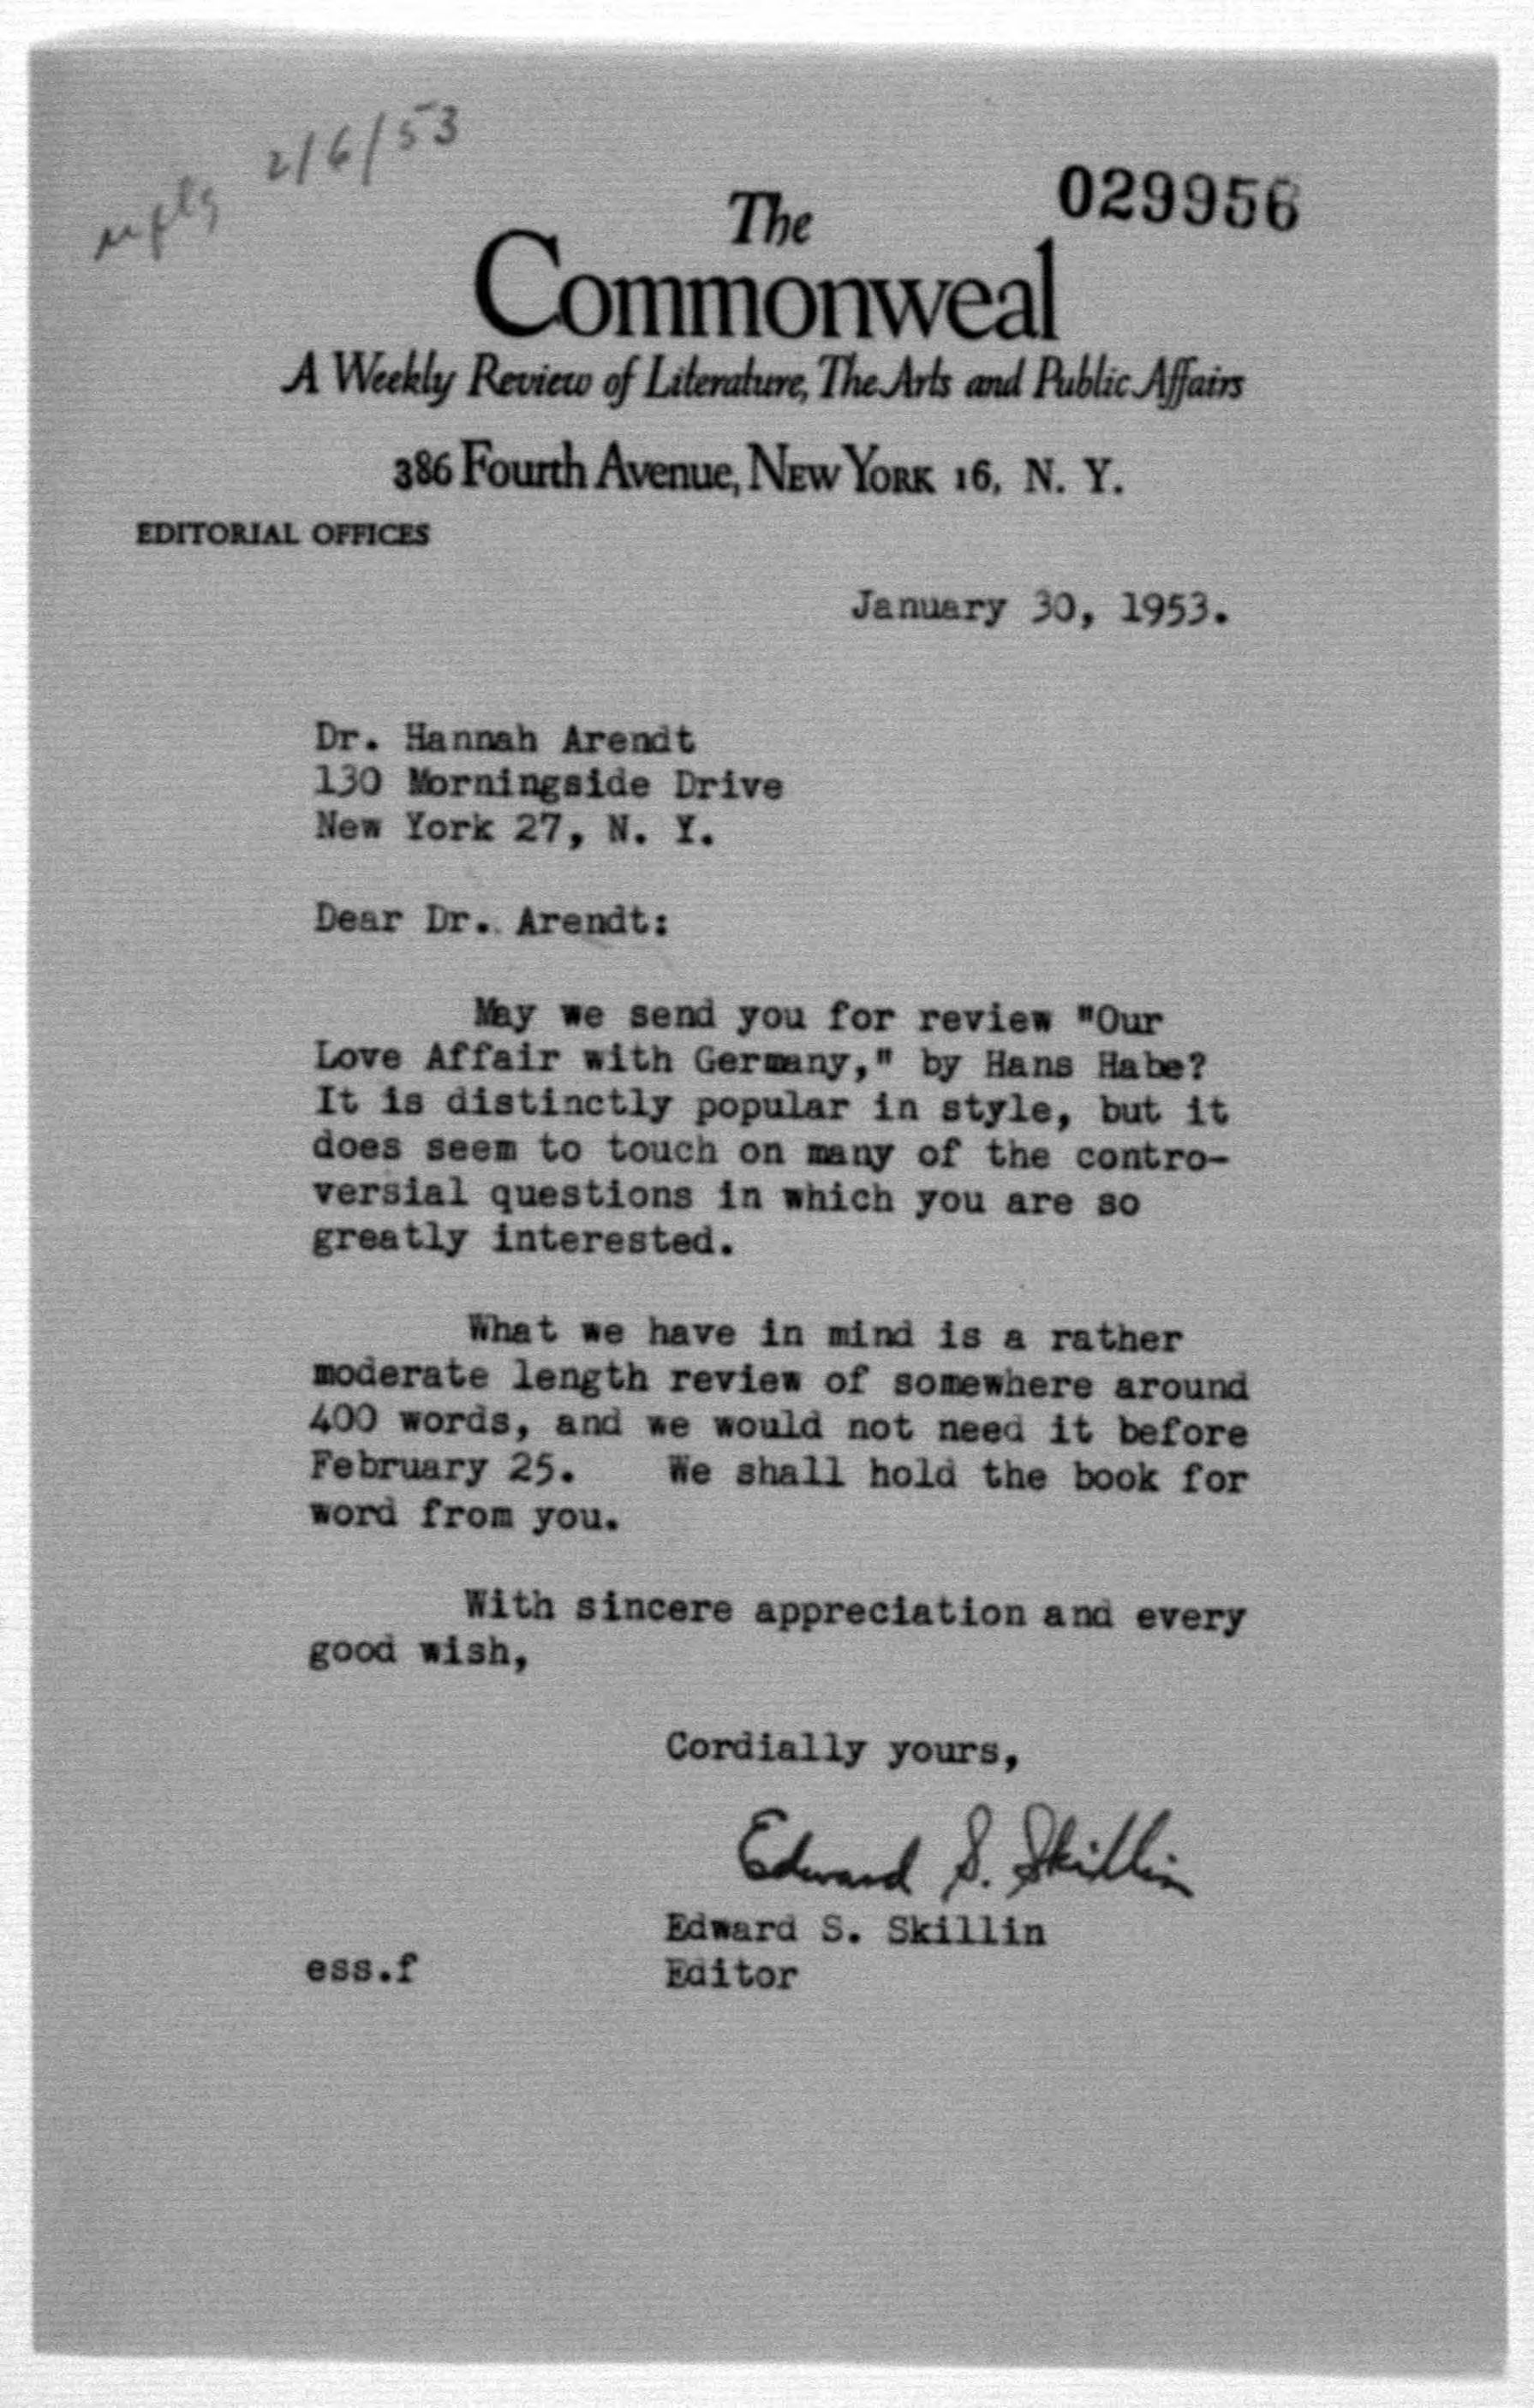 reply 2/6/53
029956
The
Commonweal
A Weekly Review of Literature, The Arts and Public Affairs
386 Fourth Avenue, New York 16, N. Y.
EDITORIAL OFFICES
January 30, 1953.
Dr. Hannah Arendt
130 Morningside Drive
New York 27, N. Y.
Dear Dr. Arendt:
May we send you for review "Our
Love Affair with Germany," by Hans Habe?
It is distinctly popular in style, but it
does seem to touch on many of the contro-
versial questions in which you are so
greatly interested.
What we have in mind is a rather
moderate length review of somewhere around
400 words, and we would not need it before
February 25. We shall hold the book for
word from you.
With sincere appreciation and every
good wish,
Cordially yours,
Edward S. Skillin
Edward S. Skillin
ess.f Editor